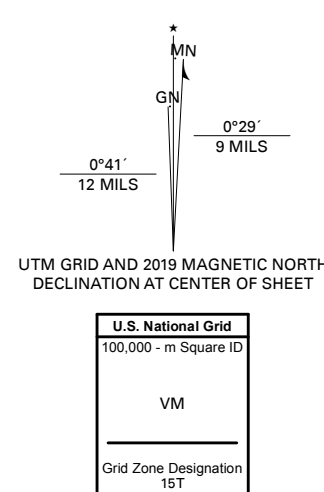 ★
MN
GN
0°29´
9 MILS
0°41´
12 MILS
UTM GRID AND 2019 MAGNETIC NORTH
DECLINATION AT CENTER OF SHEET
U.S. National Grid
100,000 - m Square ID
VM
Grid Zone Designation
15T